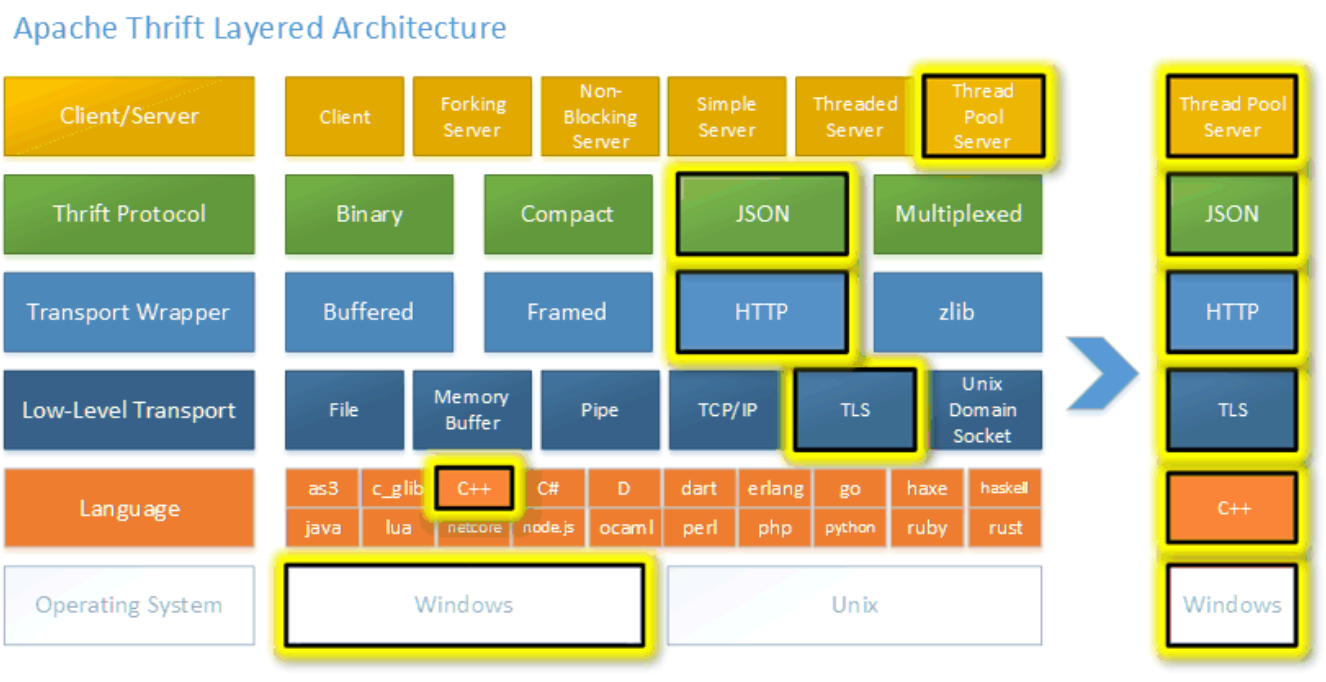 Apache Thrift Layered Architecture
Client/Server
Client
Forking
Server
Non-
Blocking
Server
Simple
Server
Threaded
Server
Thread
Pool
Server
Thread Pool
Server
Thrift Protocol
Binary
Compact
JSON
Multiplexed
JSON
Transport Wrapper
Buffered
Framed
HTTP
zlib
HTTP
Low-Level Transport
File
Memory
Buffer
Pipe
TCP/IP
TLS
Unix
Domain
Socket
TLS
Language
as3
c_glib
C++
C#
D
dart
erlang
go
haxe
haskell
java
lua
netcore
node.js
ocaml
perl
php
python
ruby
rust
C++
Operating System
Windows
Unix
Windows